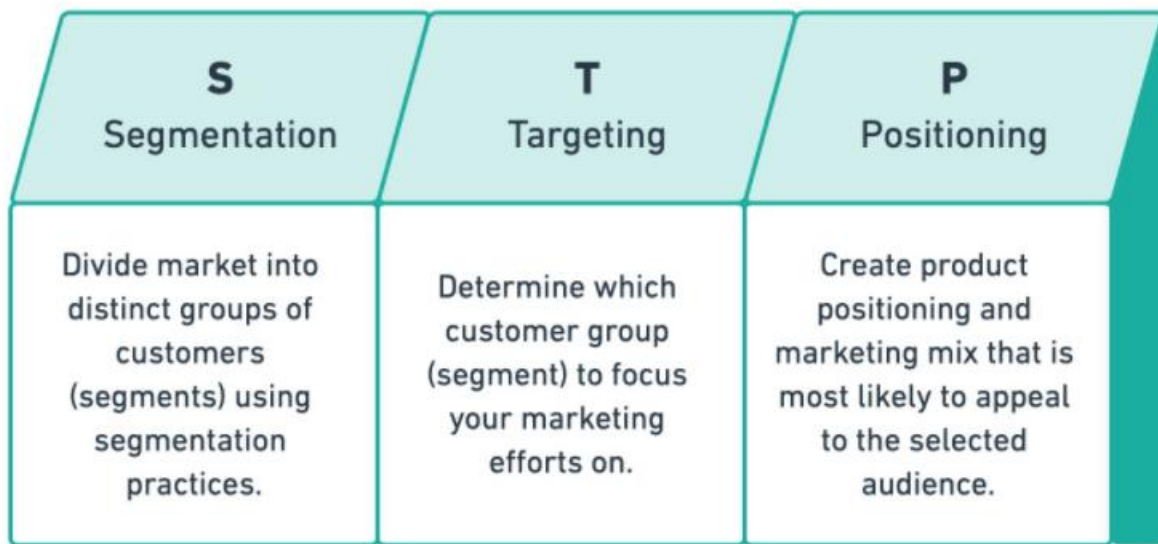 S
Segmentation
Divide market into
distinct groups of
customers
(segments) using
segmentation
practices.
T
Targeting
Determine which
customer group
(segment) to focus
your marketing
efforts on.
P
Positioning
Create product
positioning and
marketing mix that is
most likely to appeal
to the selected
audience.